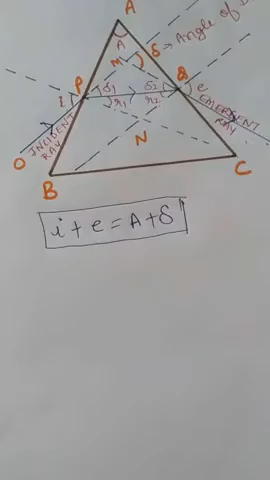 A
A
δ → Angle of
M
P
Q
i
δ₁
δ₂
e
r₁
r₂
INCIDENT RAY
EMERGENT RAY
N
O
B
C
i + e = A + δ